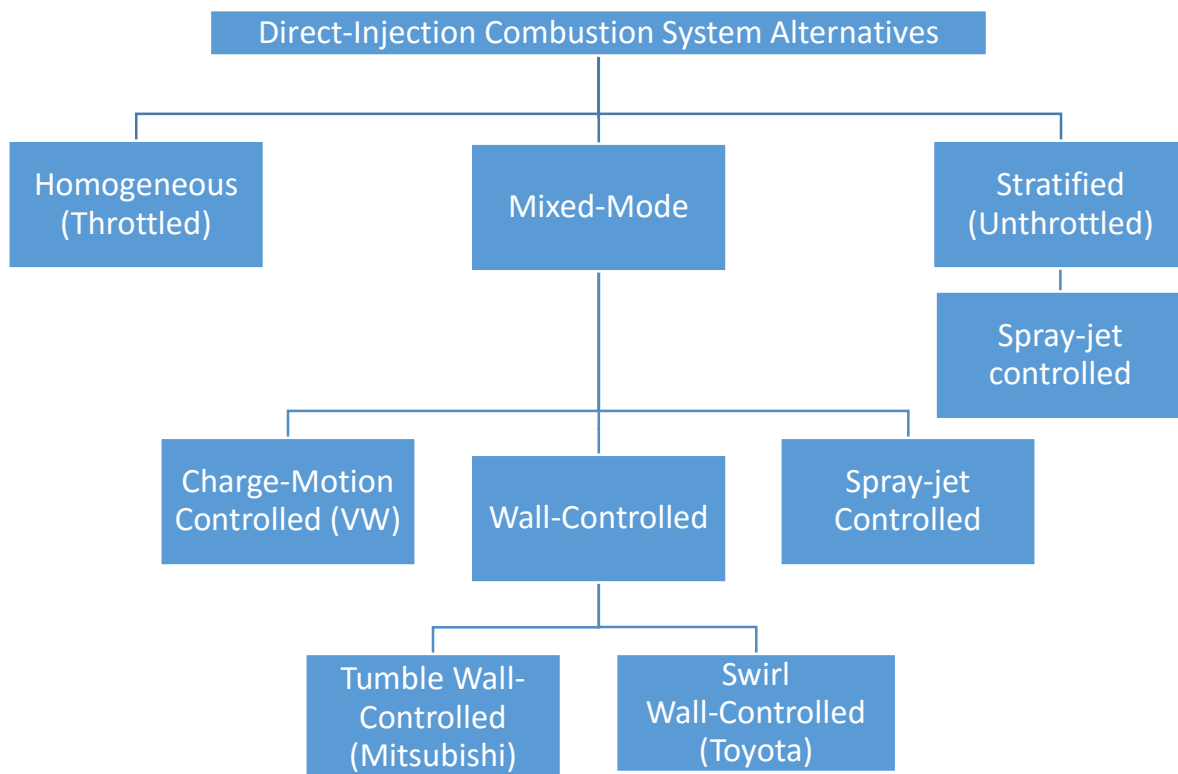 Direct-Injection Combustion System Alternatives
Homogeneous
(Throttled)
Mixed-Mode
Stratified
(Unthrottled)
Spray-jet
controlled
Charge-Motion
Controlled (VW)
Wall-Controlled
Spray-jet
Controlled
Tumble Wall-
Controlled
(Mitsubishi)
Swirl
Wall-Controlled
(Toyota)